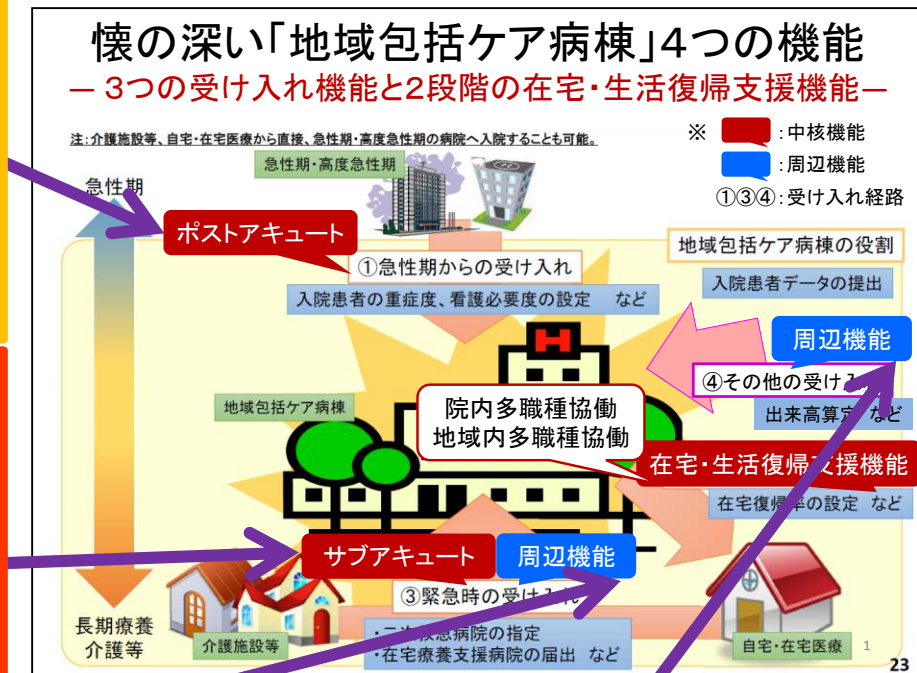 懐の深い「地域包括ケア病棟」4つの機能
－ 3つの受け入れ機能と2段階の在宅・生活復帰支援機能－
注：介護施設等、自宅・在宅医療から直接、急性期・高度急性期の病院へ入院することも可能。
※ ：中核機能
：周辺機能
①③④：受け入れ経路
急性期・高度急性期
急性期
ポストアキュート
①急性期からの受け入れ
入院患者の重症度、看護必要度の設定 など
地域包括ケア病棟の役割
入院患者データの提出
H
周辺機能
④その他の受け入
出来高算定 など
地域包括ケア病棟
院内多職種協働
地域内多職種協働
在宅・生活復帰支援機能
在宅復帰率の設定 など
サブアキュート
周辺機能
③緊急時の受け入れ
・二次救急病院の指定
・在宅療養支援病院の届出 など
長期療養
介護等
介護施設等
自宅・在宅医療
1
23